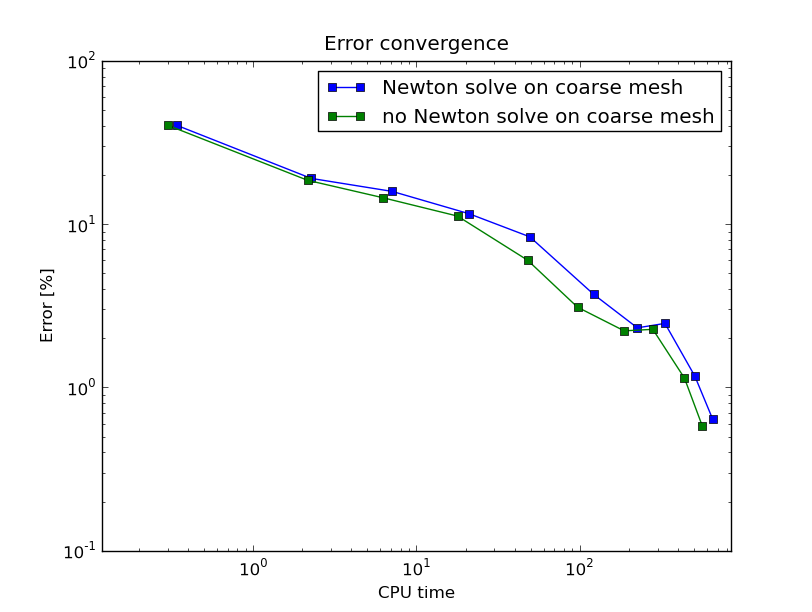 Error convergence
Newton solve on coarse mesh
no Newton solve on coarse mesh
10^2
10^1
10^0
10^-1
Error [%]
10^0 10^1 10^2
CPU time